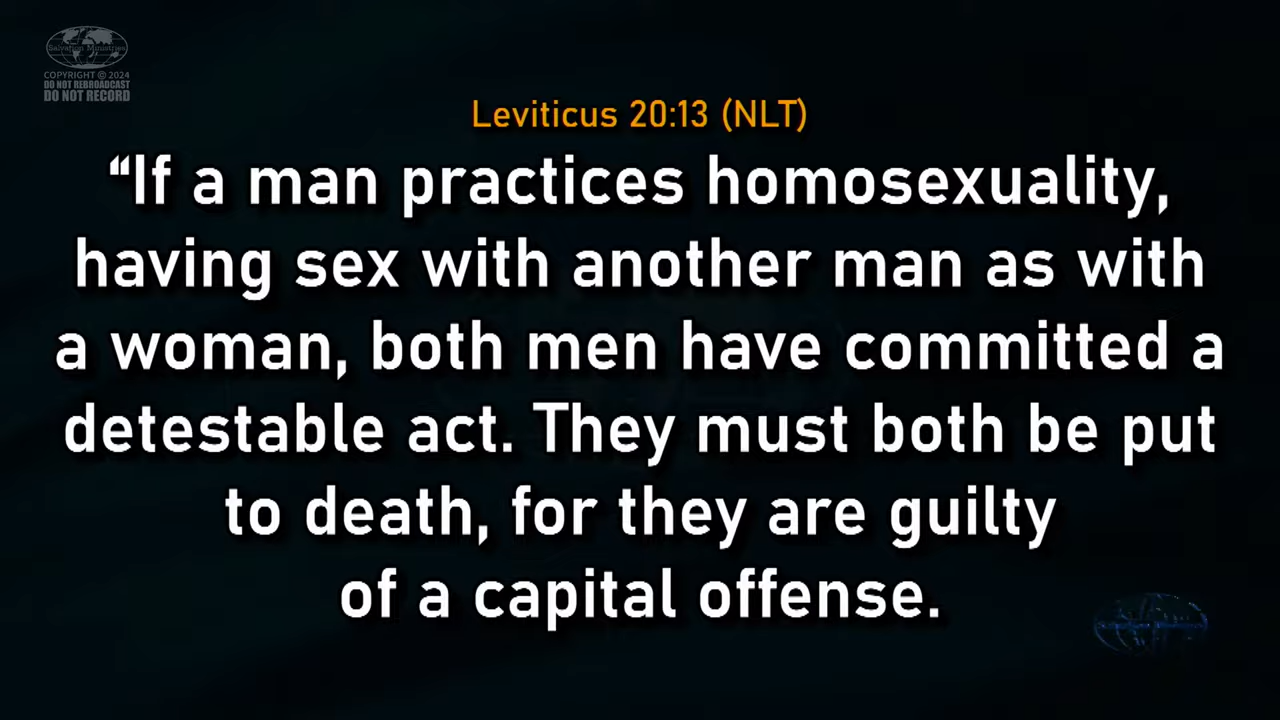 Salvation Ministries
COPYRIGHT © 2024
DO NOT REBROADCAST
DO NOT RECORD
Leviticus 20:13 (NLT)
“If a man practices homosexuality,
having sex with another man as with
a woman, both men have committed a
detestable act. They must both be put
to death, for they are guilty
of a capital offense.